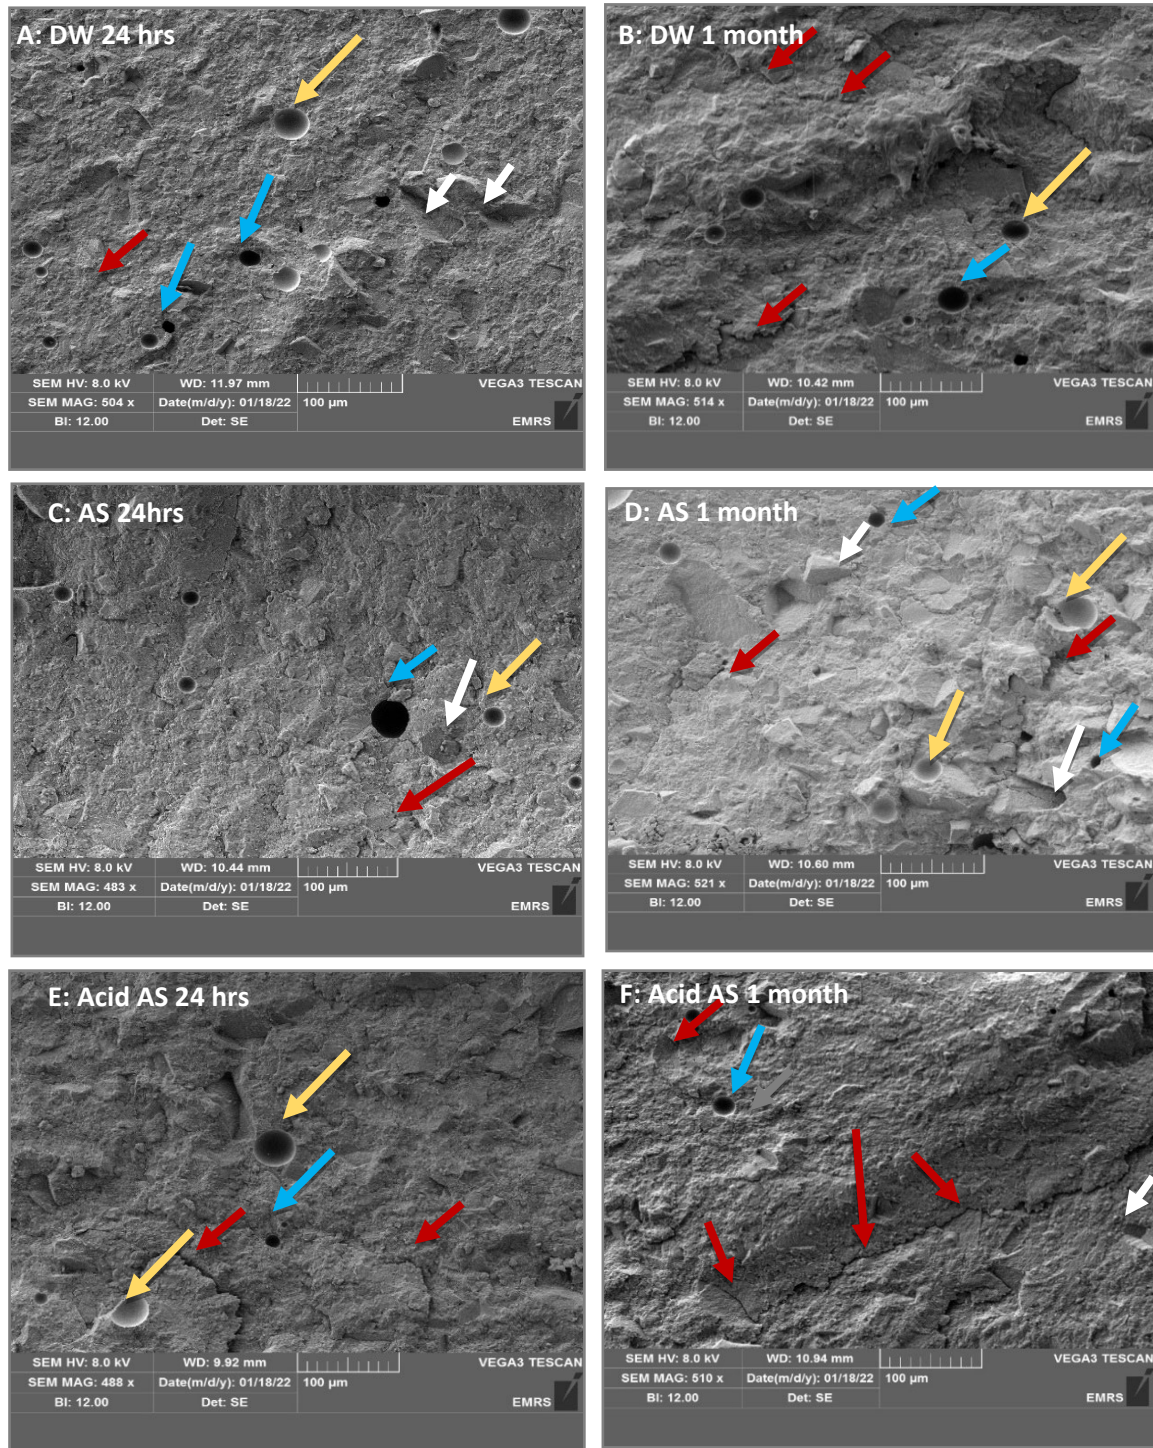 A: DW 24 hrs
SEM HV: 8.0 kV WD: 11.97 mm VEGA3 TESCAN
SEM MAG: 504 x Date(m/d/y): 01/18/22 100 µm
BI: 12.00 Det: SE EMRS
B: DW 1 month
SEM HV: 8.0 kV WD: 10.42 mm VEGA3 TESCAN
SEM MAG: 514 x Date(m/d/y): 01/18/22 100 µm
BI: 12.00 Det: SE EMRS
C: AS 24hrs
SEM HV: 8.0 kV WD: 10.44 mm VEGA3 TESCAN
SEM MAG: 483 x Date(m/d/y): 01/18/22 100 µm
BI: 12.00 Det: SE EMRS
D: AS 1 month
SEM HV: 8.0 kV WD: 10.60 mm VEGA3 TESCAN
SEM MAG: 521 x Date(m/d/y): 01/18/22 100 µm
BI: 12.00 Det: SE EMRS
E: Acid AS 24 hrs
SEM HV: 8.0 kV WD: 9.92 mm VEGA3 TESCAN
SEM MAG: 488 x Date(m/d/y): 01/18/22 100 µm
BI: 12.00 Det: SE EMRS
F: Acid AS 1 month
SEM HV: 8.0 kV WD: 10.94 mm VEGA3 TESCAN
SEM MAG: 510 x Date(m/d/y): 01/18/22 100 µm
BI: 12.00 Det: SE EMRS